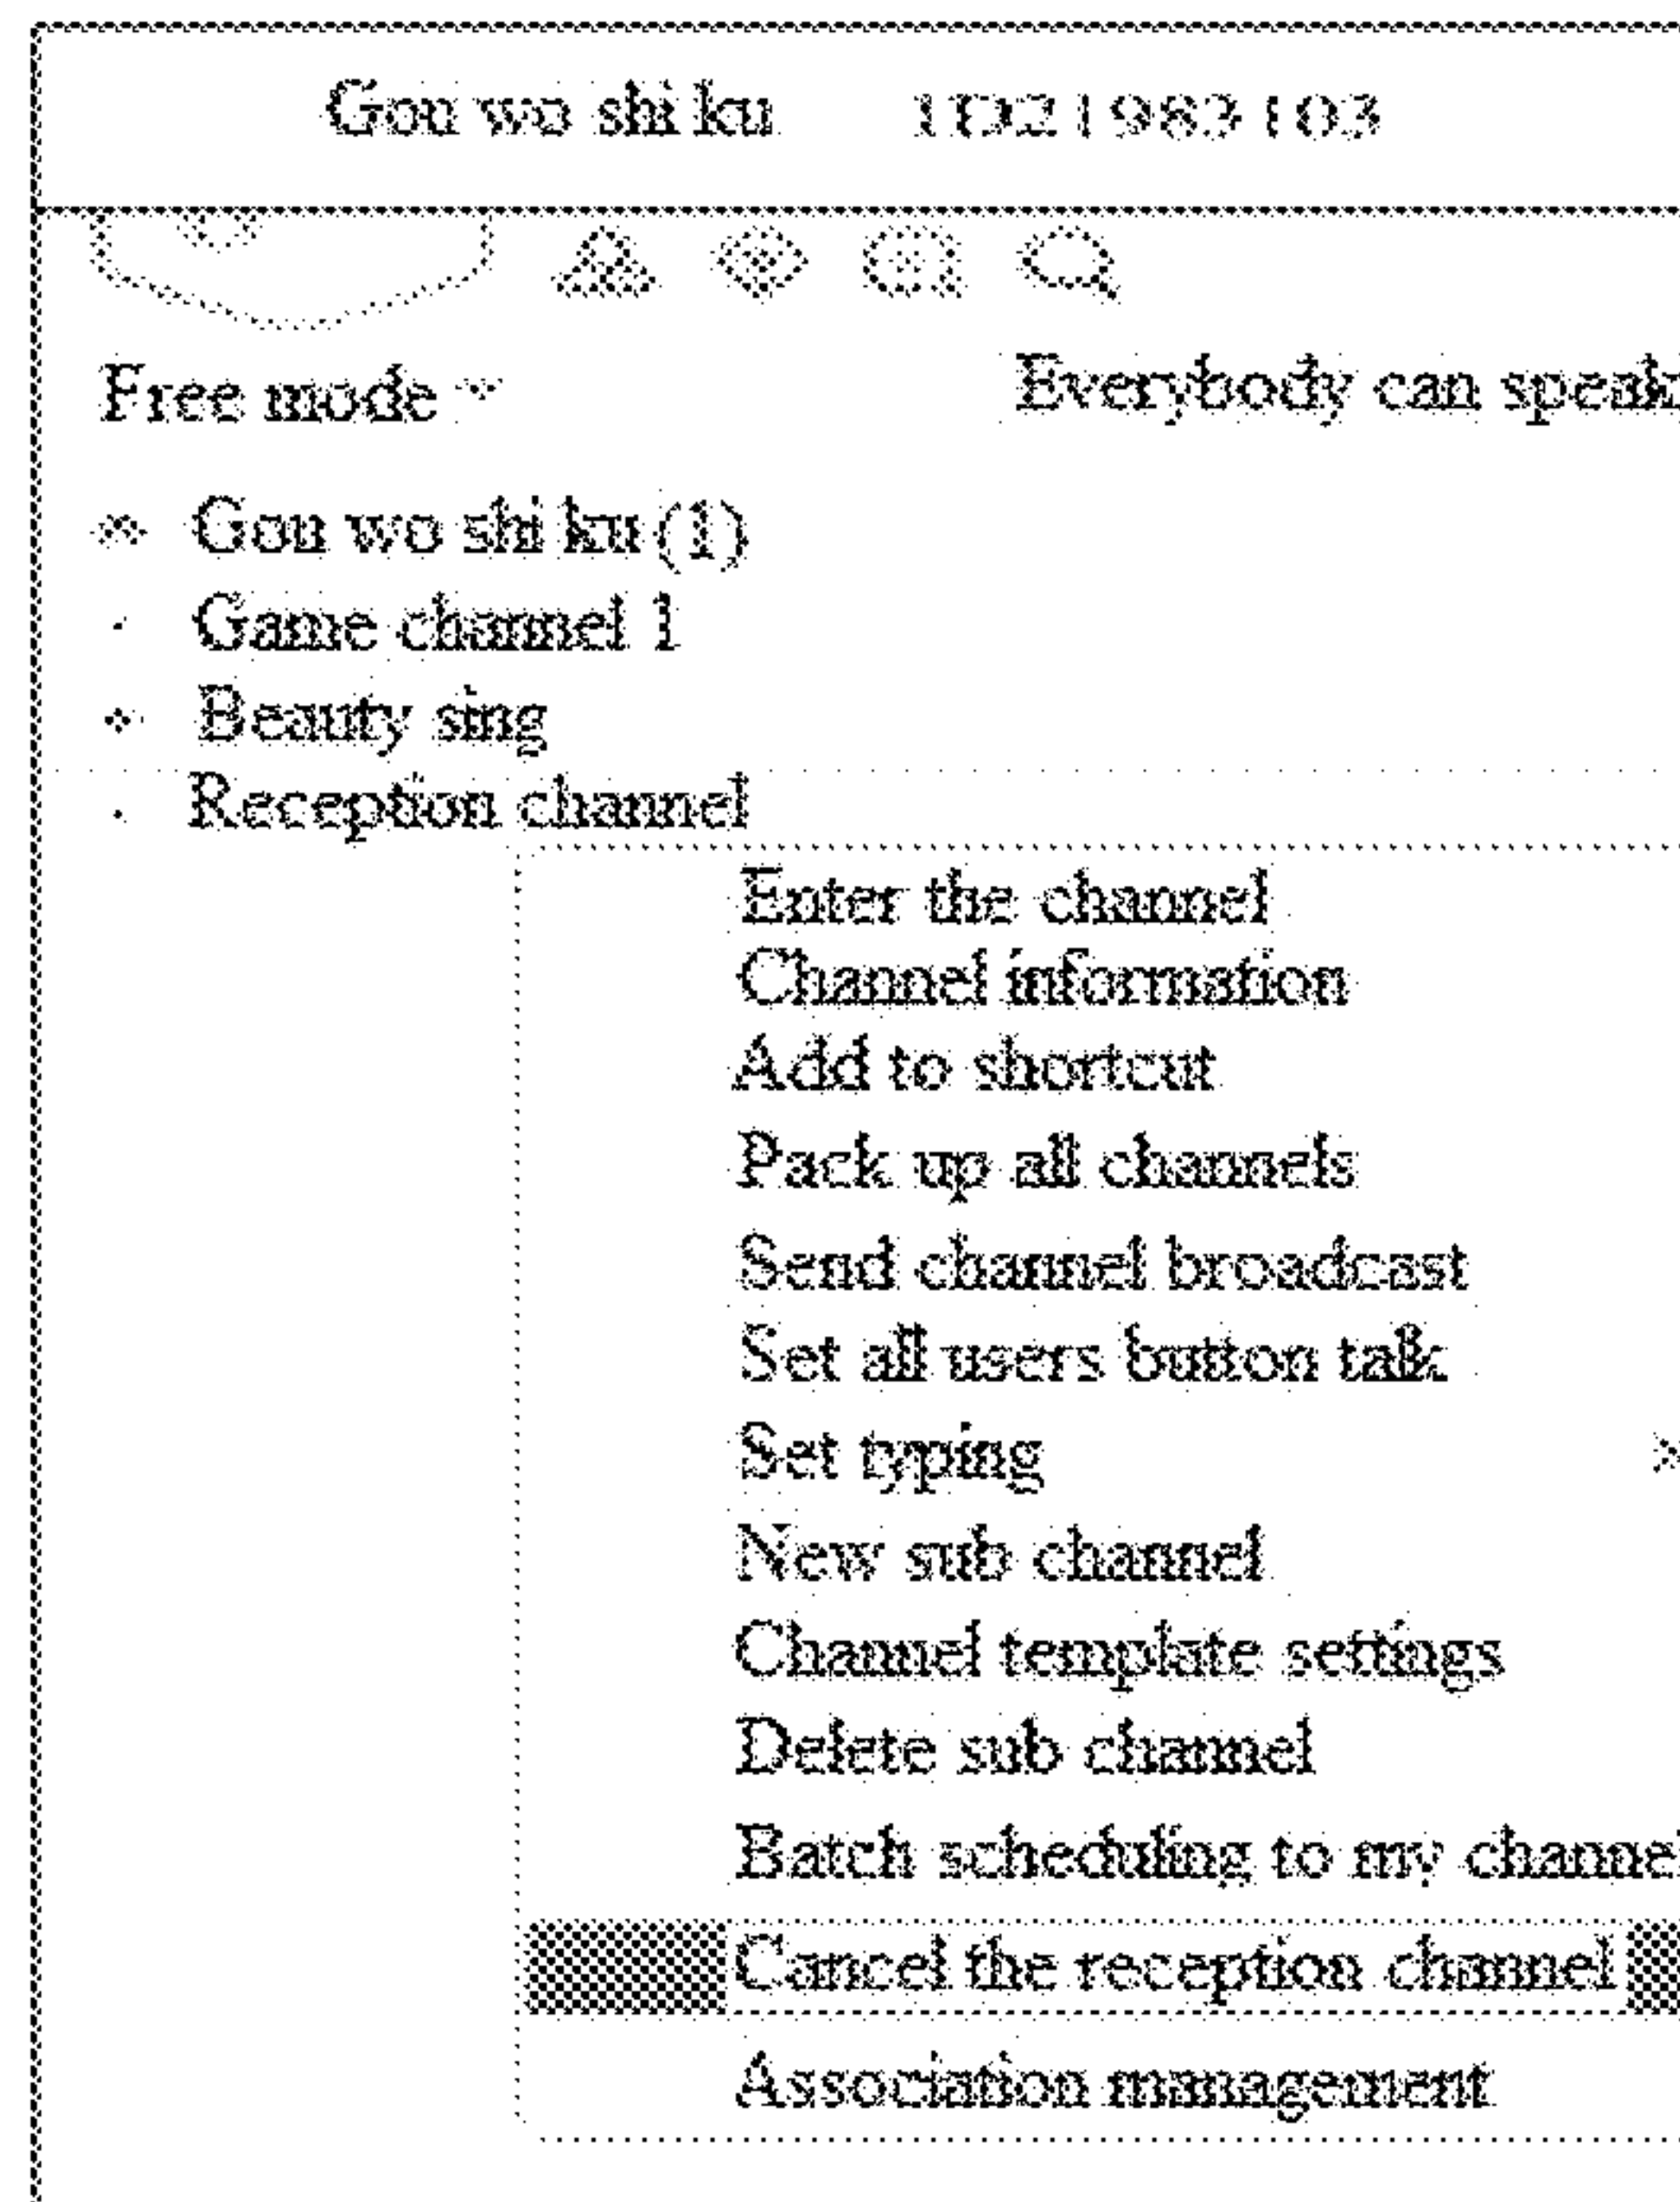 Gou wo shi ku 1D21983103
Free mode Everybody can speak
Gou wo shi ku (1)
Game channel 1
Beauty sing
Reception channel
Enter the channel
Channel information
Add to shortcut
Pack up all channels
Send channel broadcast
Set all users button talk
Set typing
New sub channel
Channel template settings
Delete sub channel
Batch scheduling to my channel
Cancel the reception channel
Association management